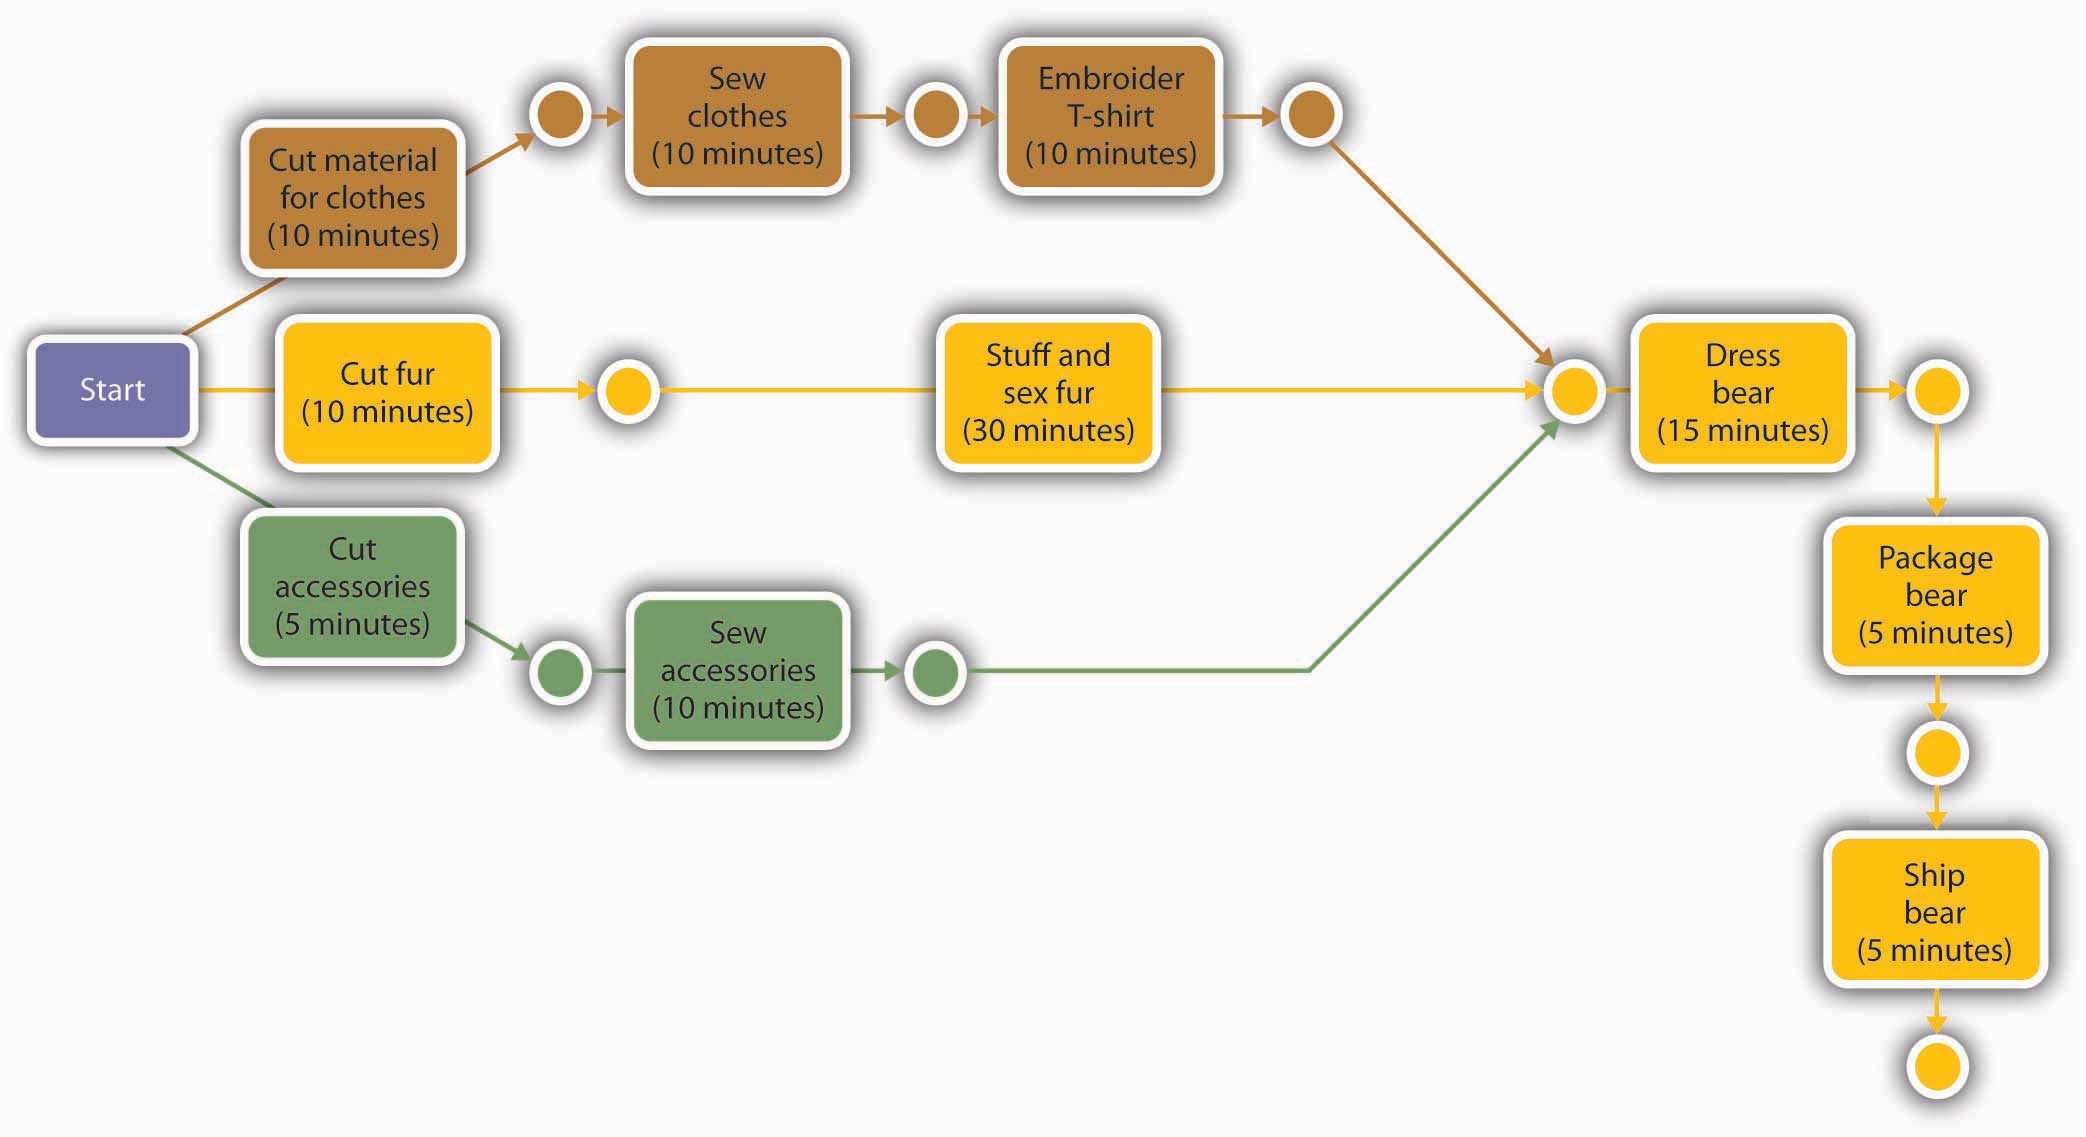 Start
Cut material
for clothes
(10 minutes)
Sew
clothes
(10 minutes)
Embroider
T-shirt
(10 minutes)
Cut fur
(10 minutes)
Stuff and
sex fur
(30 minutes)
Cut
accessories
(5 minutes)
Sew
accessories
(10 minutes)
Dress
bear
(15 minutes)
Package
bear
(5 minutes)
Ship
bear
(5 minutes)